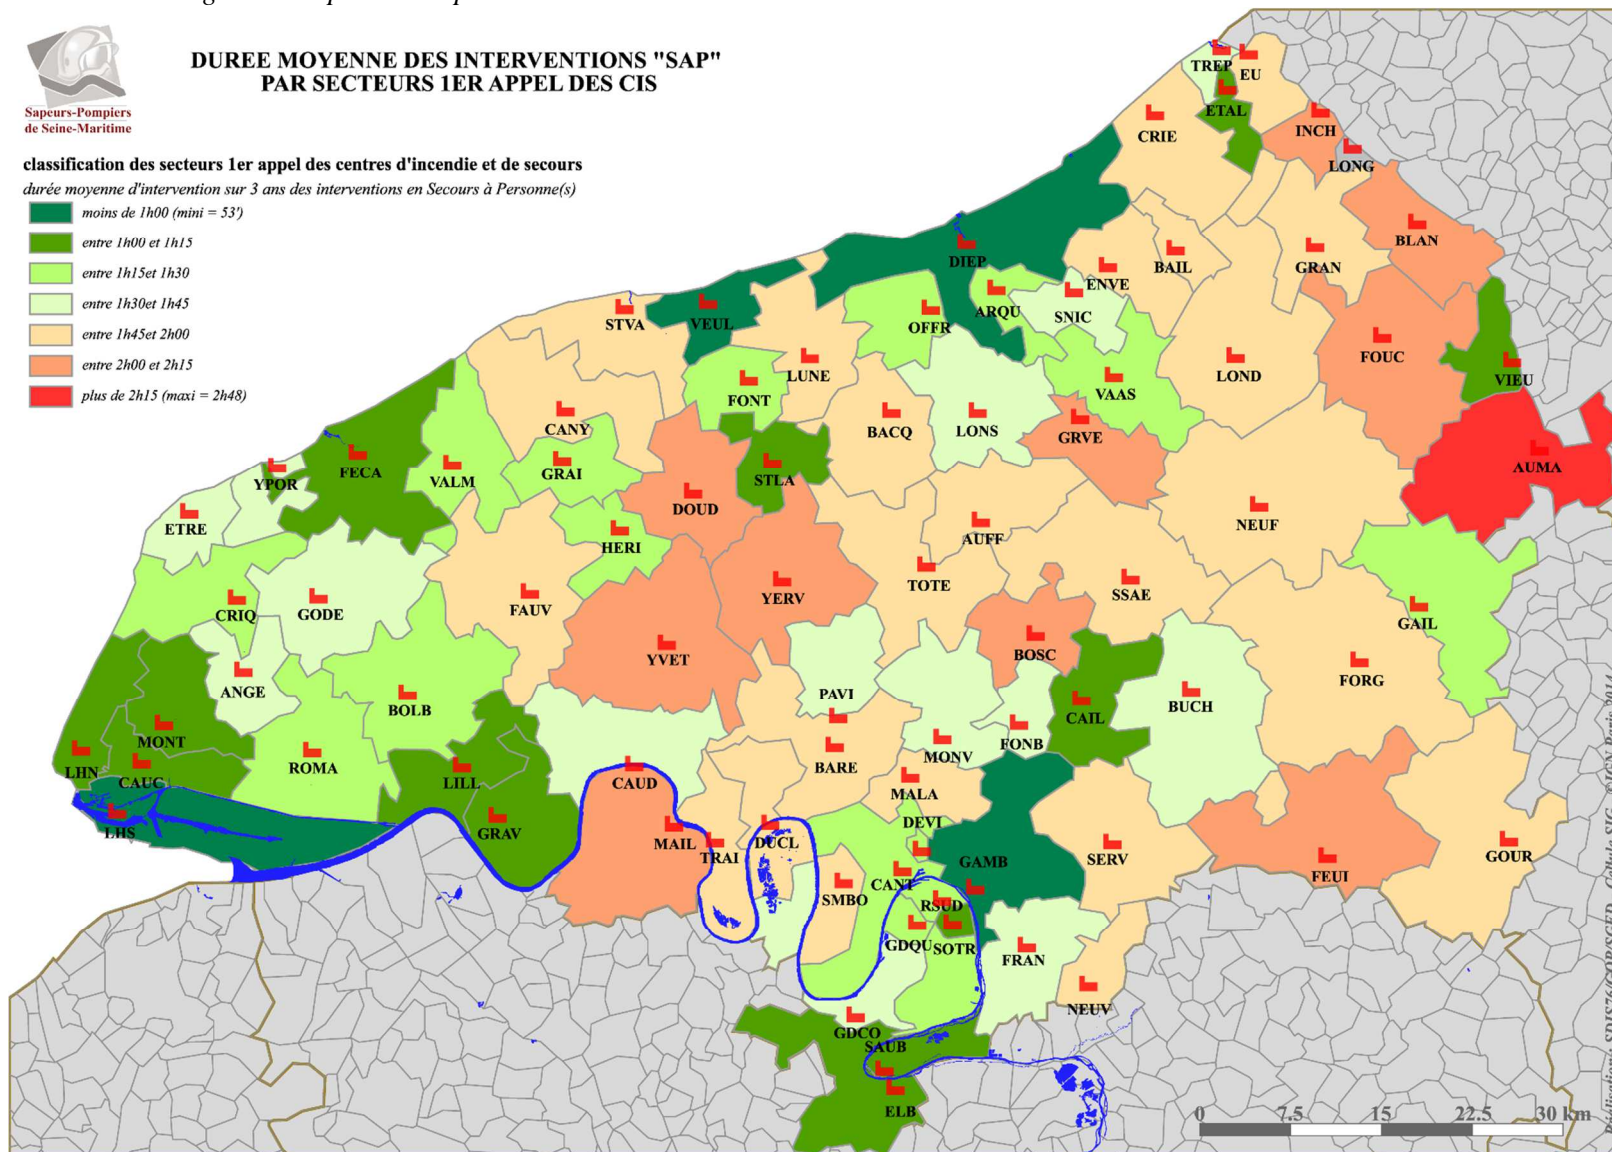 DUREE MOYENNE DES INTERVENTIONS "SAP"
PAR SECTEURS 1ER APPEL DES CIS
Sapeurs-Pompiers
de Seine-Maritime
classification des secteurs 1er appel des centres d'incendie et de secours
durée moyenne d'intervention sur 3 ans des interventions en Secours à Personne(s)
moins de 1h00 (mini = 53')
entre 1h00 et 1h15
entre 1h15et 1h30
entre 1h30et 1h45
entre 1h45et 2h00
entre 2h00 et 2h15
plus de 2h15 (maxi = 2h48)
TREP
EU
ETAL
CRIE
INCH
LONG
BLAN
GRAN
BAIL
ENVE
DIEP
ARQU
SNIC
OFFR
STVA
VEUL
LUNE
FONT
FOUC
VIEU
LOND
VAAS
GRVE
LONS
BACQ
CANY
GRAI
STLA
AUMA
FECA
YPOR
VALM
DOUD
ETRE
HERI
AUFF
NEUF
TOTE
SSAE
YERV
FAUV
GODE
CRIQ
GAIL
YVET
BOSC
FORG
ANGE
BOLB
PAVI
CAIL
BUCH
MONT
FONB
MONV
LHN
CAUC
ROMA
LILL
CAUD
BARE
MALA
LHS
GRAV
MAIL
TRAI
DUCL
DEVI
GAMB
SERV
FEUI
GOUR
CANT
SMBO
RSUD
GDQU
SOTR
FRAN
NEUV
GDCO
SAUB
ELB
0 7.5 15 22.5 30 km